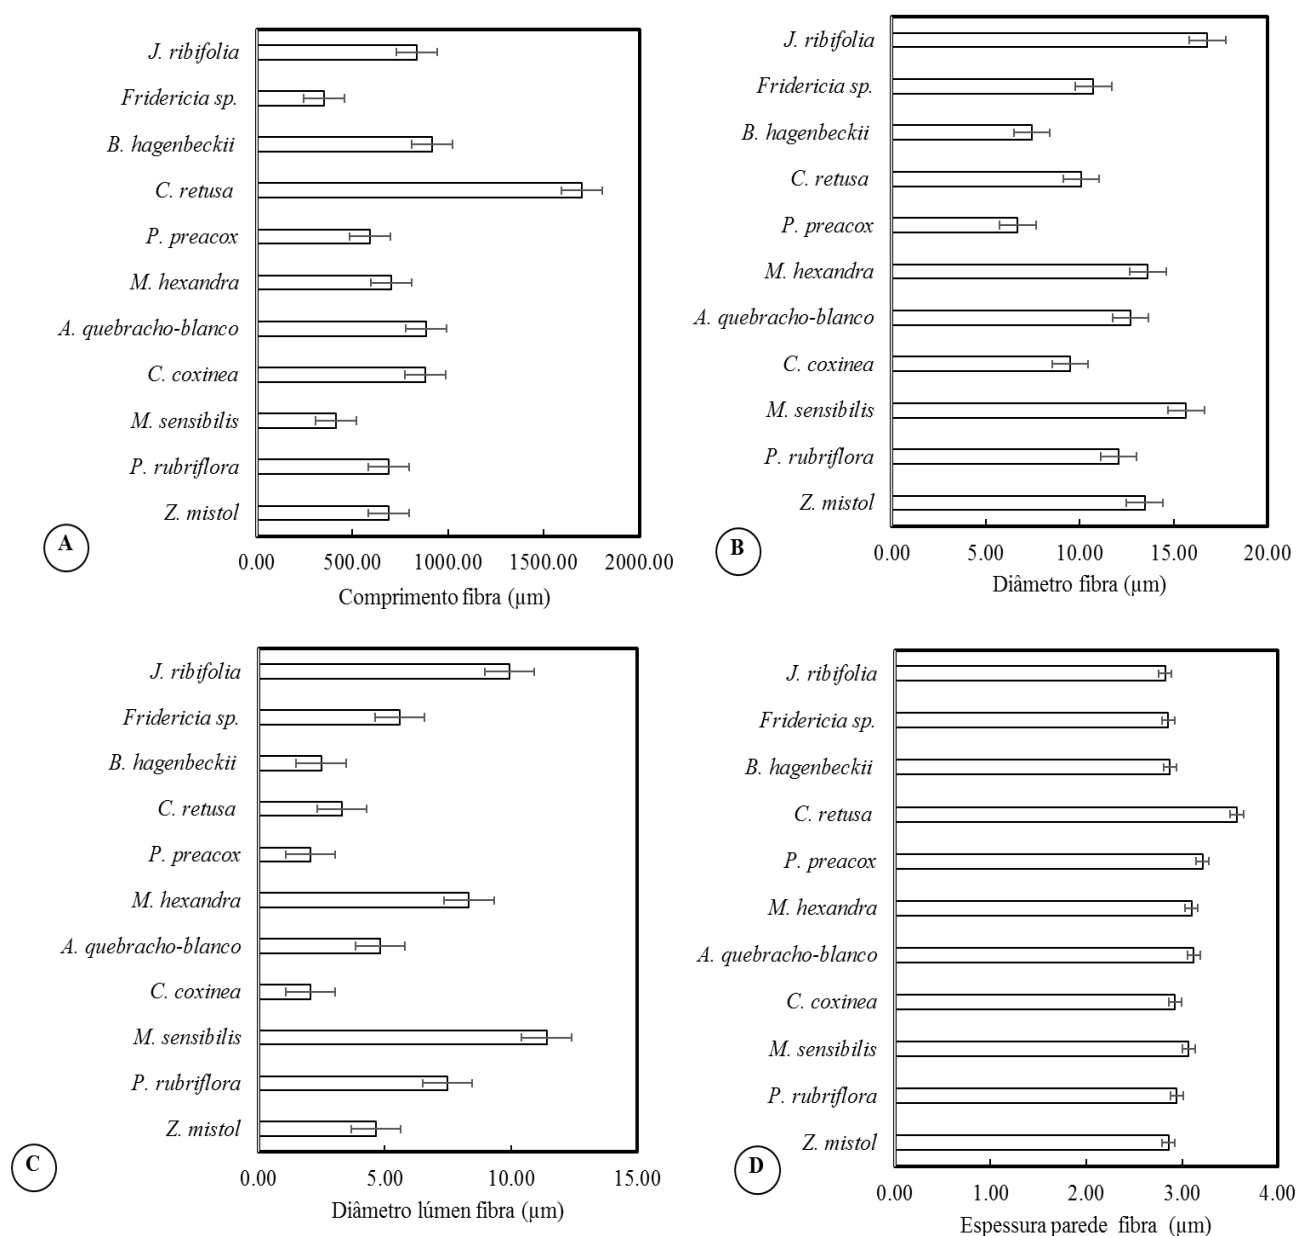 J. ribifolia
Fridericia sp.
B. hagenbeckii
C. retusa
P. preacox
M. hexandra
A. quebracho-blanco
C. coxinea
M. sensibilis
P. rubriflora
Z. mistol
A
0.00 500.00 1000.00 1500.00 2000.00
Comprimento fibra (µm)
J. ribifolia
Fridericia sp.
B. hagenbeckii
C. retusa
P. preacox
M. hexandra
A. quebracho-blanco
C. coxinea
M. sensibilis
P. rubriflora
Z. mistol
B
0.00 5.00 10.00 15.00 20.00
Diâmetro fibra (µm)
J. ribifolia
Fridericia sp.
B. hagenbeckii
C. retusa
P. preacox
M. hexandra
A. quebracho-blanco
C. coxinea
M. sensibilis
P. rubriflora
Z. mistol
C
0.00 5.00 10.00 15.00
Diâmetro lúmen fibra (µm)
J. ribifolia
Fridericia sp.
B. hagenbeckii
C. retusa
P. preacox
M. hexandra
A. quebracho-blanco
C. coxinea
M. sensibilis
P. rubriflora
Z. mistol
D
0.00 1.00 2.00 3.00 4.00
Espessura parede fibra (µm)